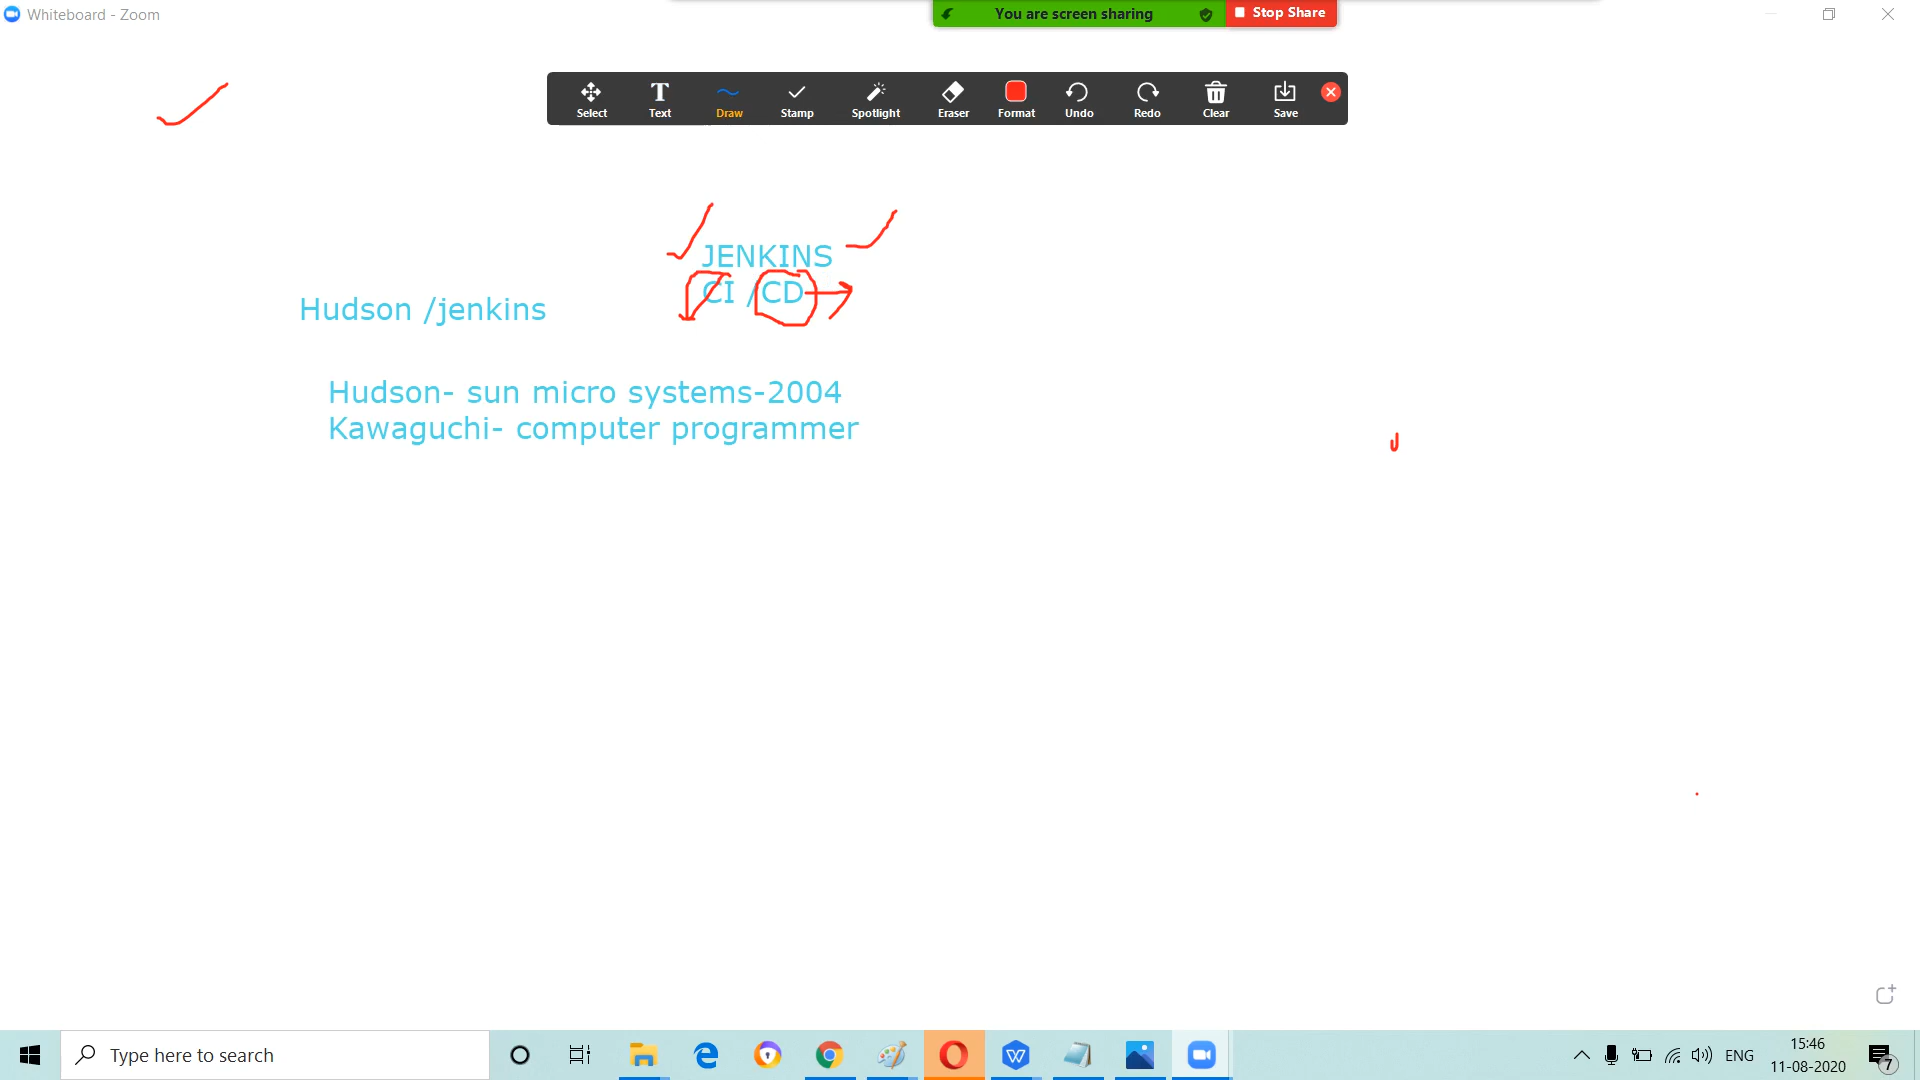 Whiteboard - Zoom
You are screen sharing
Stop Share
Select Text Draw Stamp Spotlight Eraser Format Undo Redo Clear Save
JENKINS
CI /CD
Hudson /jenkins
Hudson- sun micro systems-2004
Kawaguchi- computer programmer
Type here to search
ENG
15:46
11-08-2020
7